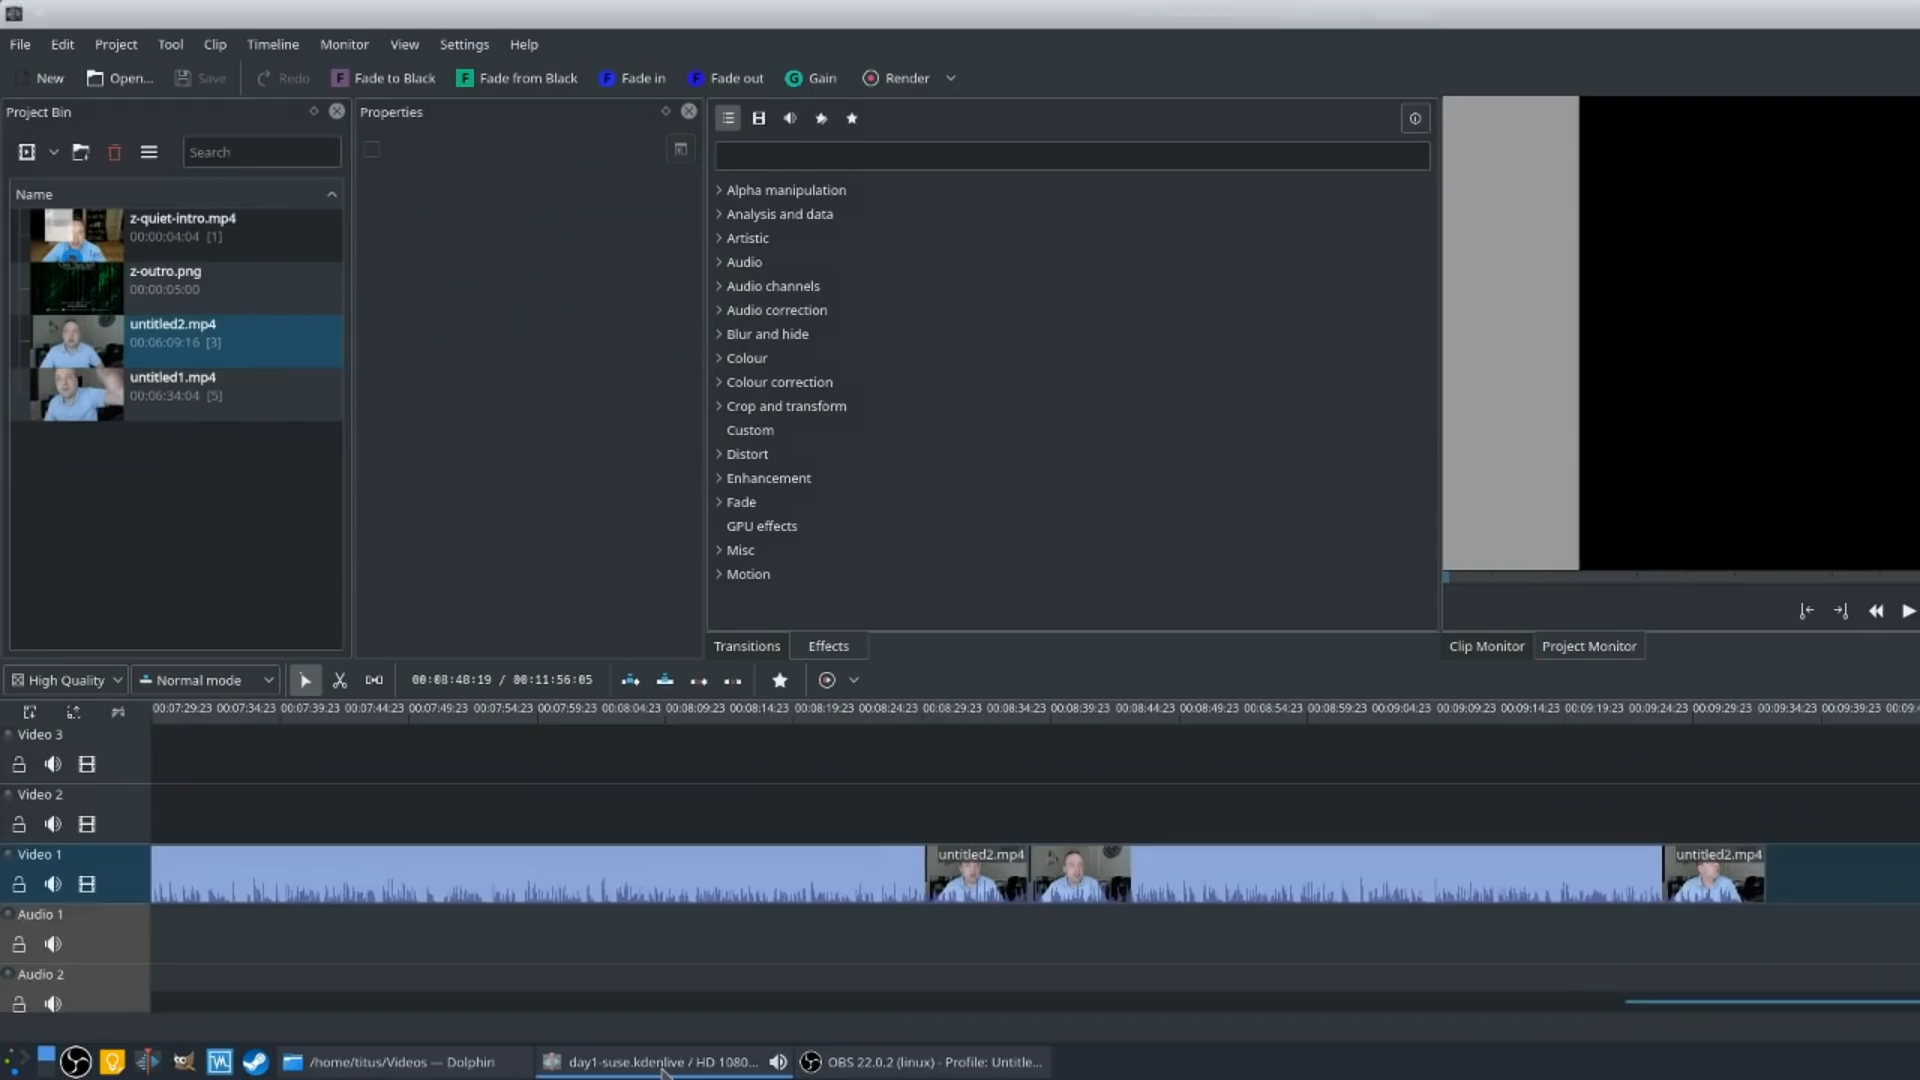 File Edit Project Tool Clip Timeline Monitor View Settings Help
New Open... Save Redo F Fade to Black F Fade from Black F Fade in F Fade out G Gain Render
Project Bin
Properties
Search
Name
z-quiet-intro.mp4
00:00:04:04 [1]
z-outro.png
00:00:05:00
untitled2.mp4
00:06:09:16 [3]
untitled1.mp4
00:06:34:04 [5]
Alpha manipulation
Analysis and data
Artistic
Audio
Audio channels
Audio correction
Blur and hide
Colour
Colour correction
Crop and transform
Custom
Distort
Enhancement
Fade
GPU effects
Misc
Motion
Transitions Effects
Clip Monitor Project Monitor
High Quality Normal mode 00:08:48:19 / 00:11:56:05
00:07:29:23 00:07:34:23 00:07:39:23 00:07:44:23 00:07:49:23 00:07:54:23 00:07:59:23 00:08:04:23 00:08:09:23 00:08:14:23 00:08:19:23 00:08:24:23 00:08:29:23 00:08:34:23 00:08:39:23 00:08:44:23 00:08:49:23 00:08:54:23 00:08:59:23 00:09:04:23 00:09:09:23 00:09:14:23 00:09:19:23 00:09:24:23 00:09:29:23 00:09:34:23 00:09:39:23
Video 3
Video 2
Video 1
untitled2.mp4
untitled2.mp4
Audio 1
Audio 2
/home/titus/Videos — Dolphin
day1-suse.kdenlive / HD 1080...
OBS 22.0.2 (linux) - Profile: Untitle...